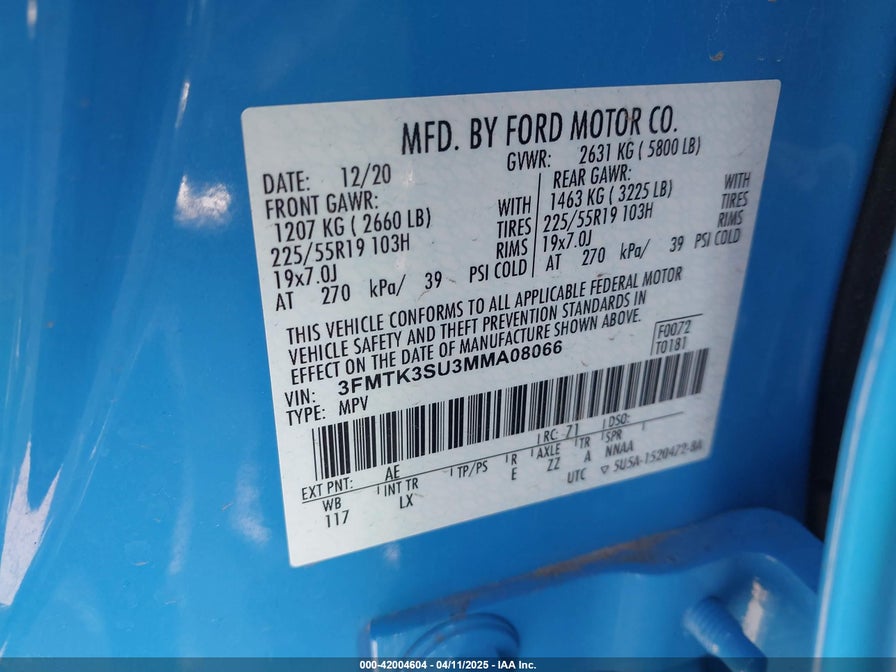 MFD. BY FORD MOTOR CO.
DATE: 12/20 GVWR: 2631 KG ( 5800 LB)
FRONT GAWR: REAR GAWR:
1207 KG ( 2660 LB) WITH 1463 KG ( 3225 LB) WITH
225/55R19 103H TIRES 225/55R19 103H TIRES
19x7.0J RIMS 19x7.0J RIMS
AT 270 kPa/ 39 PSI COLD AT 270 kPa/ 39 PSI COLD
THIS VEHICLE CONFORMS TO ALL APPLICABLE FEDERAL MOTOR
VEHICLE SAFETY AND THEFT PREVENTION STANDARDS IN
EFFECT ON THE DATE OF MANUFACTURE SHOWN ABOVE.
F0072
T0181
VIN: 3FMTK3SU3MMA08066
TYPE: MPV
RC: 71 DSO:
EXT PNT: AE TP/PS R AXLE TR SPR
E ZZ A NNAA
WB INT TR UTC ▽ 5U5A-1520472-BA
117 LX
000-42004604 - 04/11/2025 - IAA Inc.